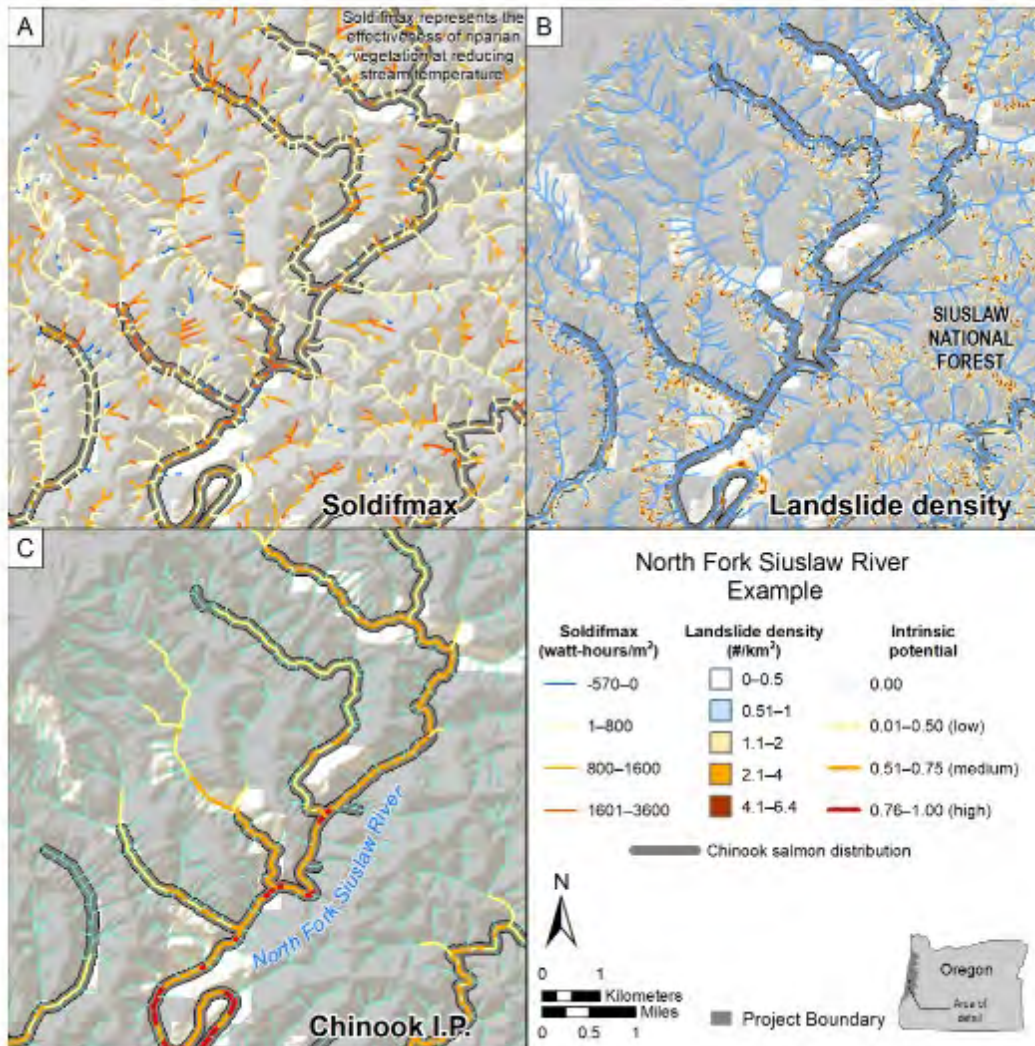 A
Soldifmax represents the
effectiveness of riparian
vegetation at reducing
stream temperature
Soldifmax
B
SIUSLAW
NATIONAL
FOREST
Landslide density
C
North Fork Siuslaw River
Chinook I.P.
North Fork Siuslaw River
Example
Soldifmax
(watt-hours/m²)
-570–0
1–800
800–1600
1601–3600
Landslide density
(#/km²)
0–0.5
0.51–1
1.1–2
2.1–4
4.1–6.4
Intrinsic
potential
0.00
0.01–0.50 (low)
0.51–0.75 (medium)
0.76–1.00 (high)
Chinook salmon distribution
N
0 1
Kilometers
Miles
0 0.5 1
Project Boundary
Oregon
Area of
detail